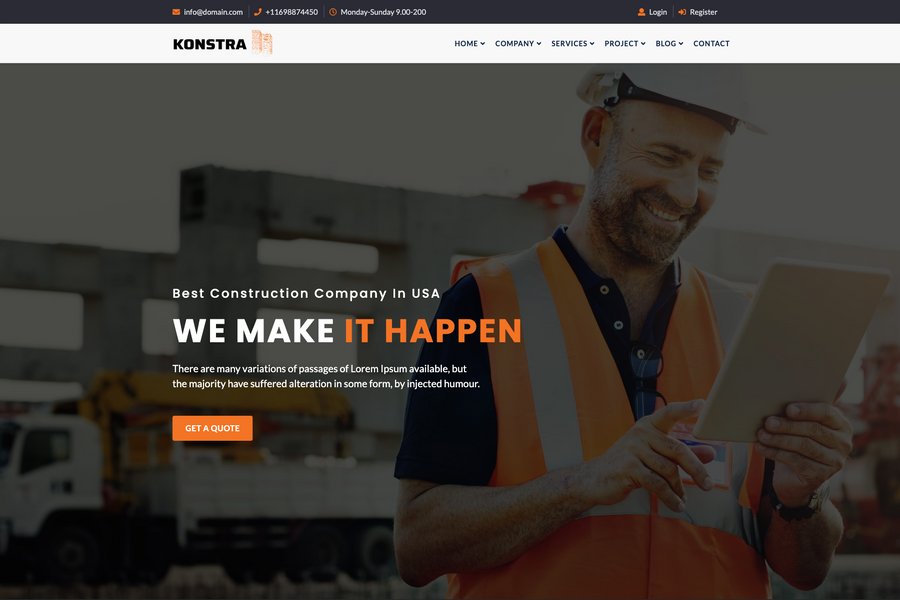 info@domain.com +11698874450 Monday-Sunday 9.00-200 Login Register
KONSTRA HOME COMPANY SERVICES PROJECT BLOG CONTACT
Best Construction Company In USA
WE MAKE IT HAPPEN
There are many variations of passages of Lorem Ipsum available, but
the majority have suffered alteration in some form, by injected humour.
GET A QUOTE